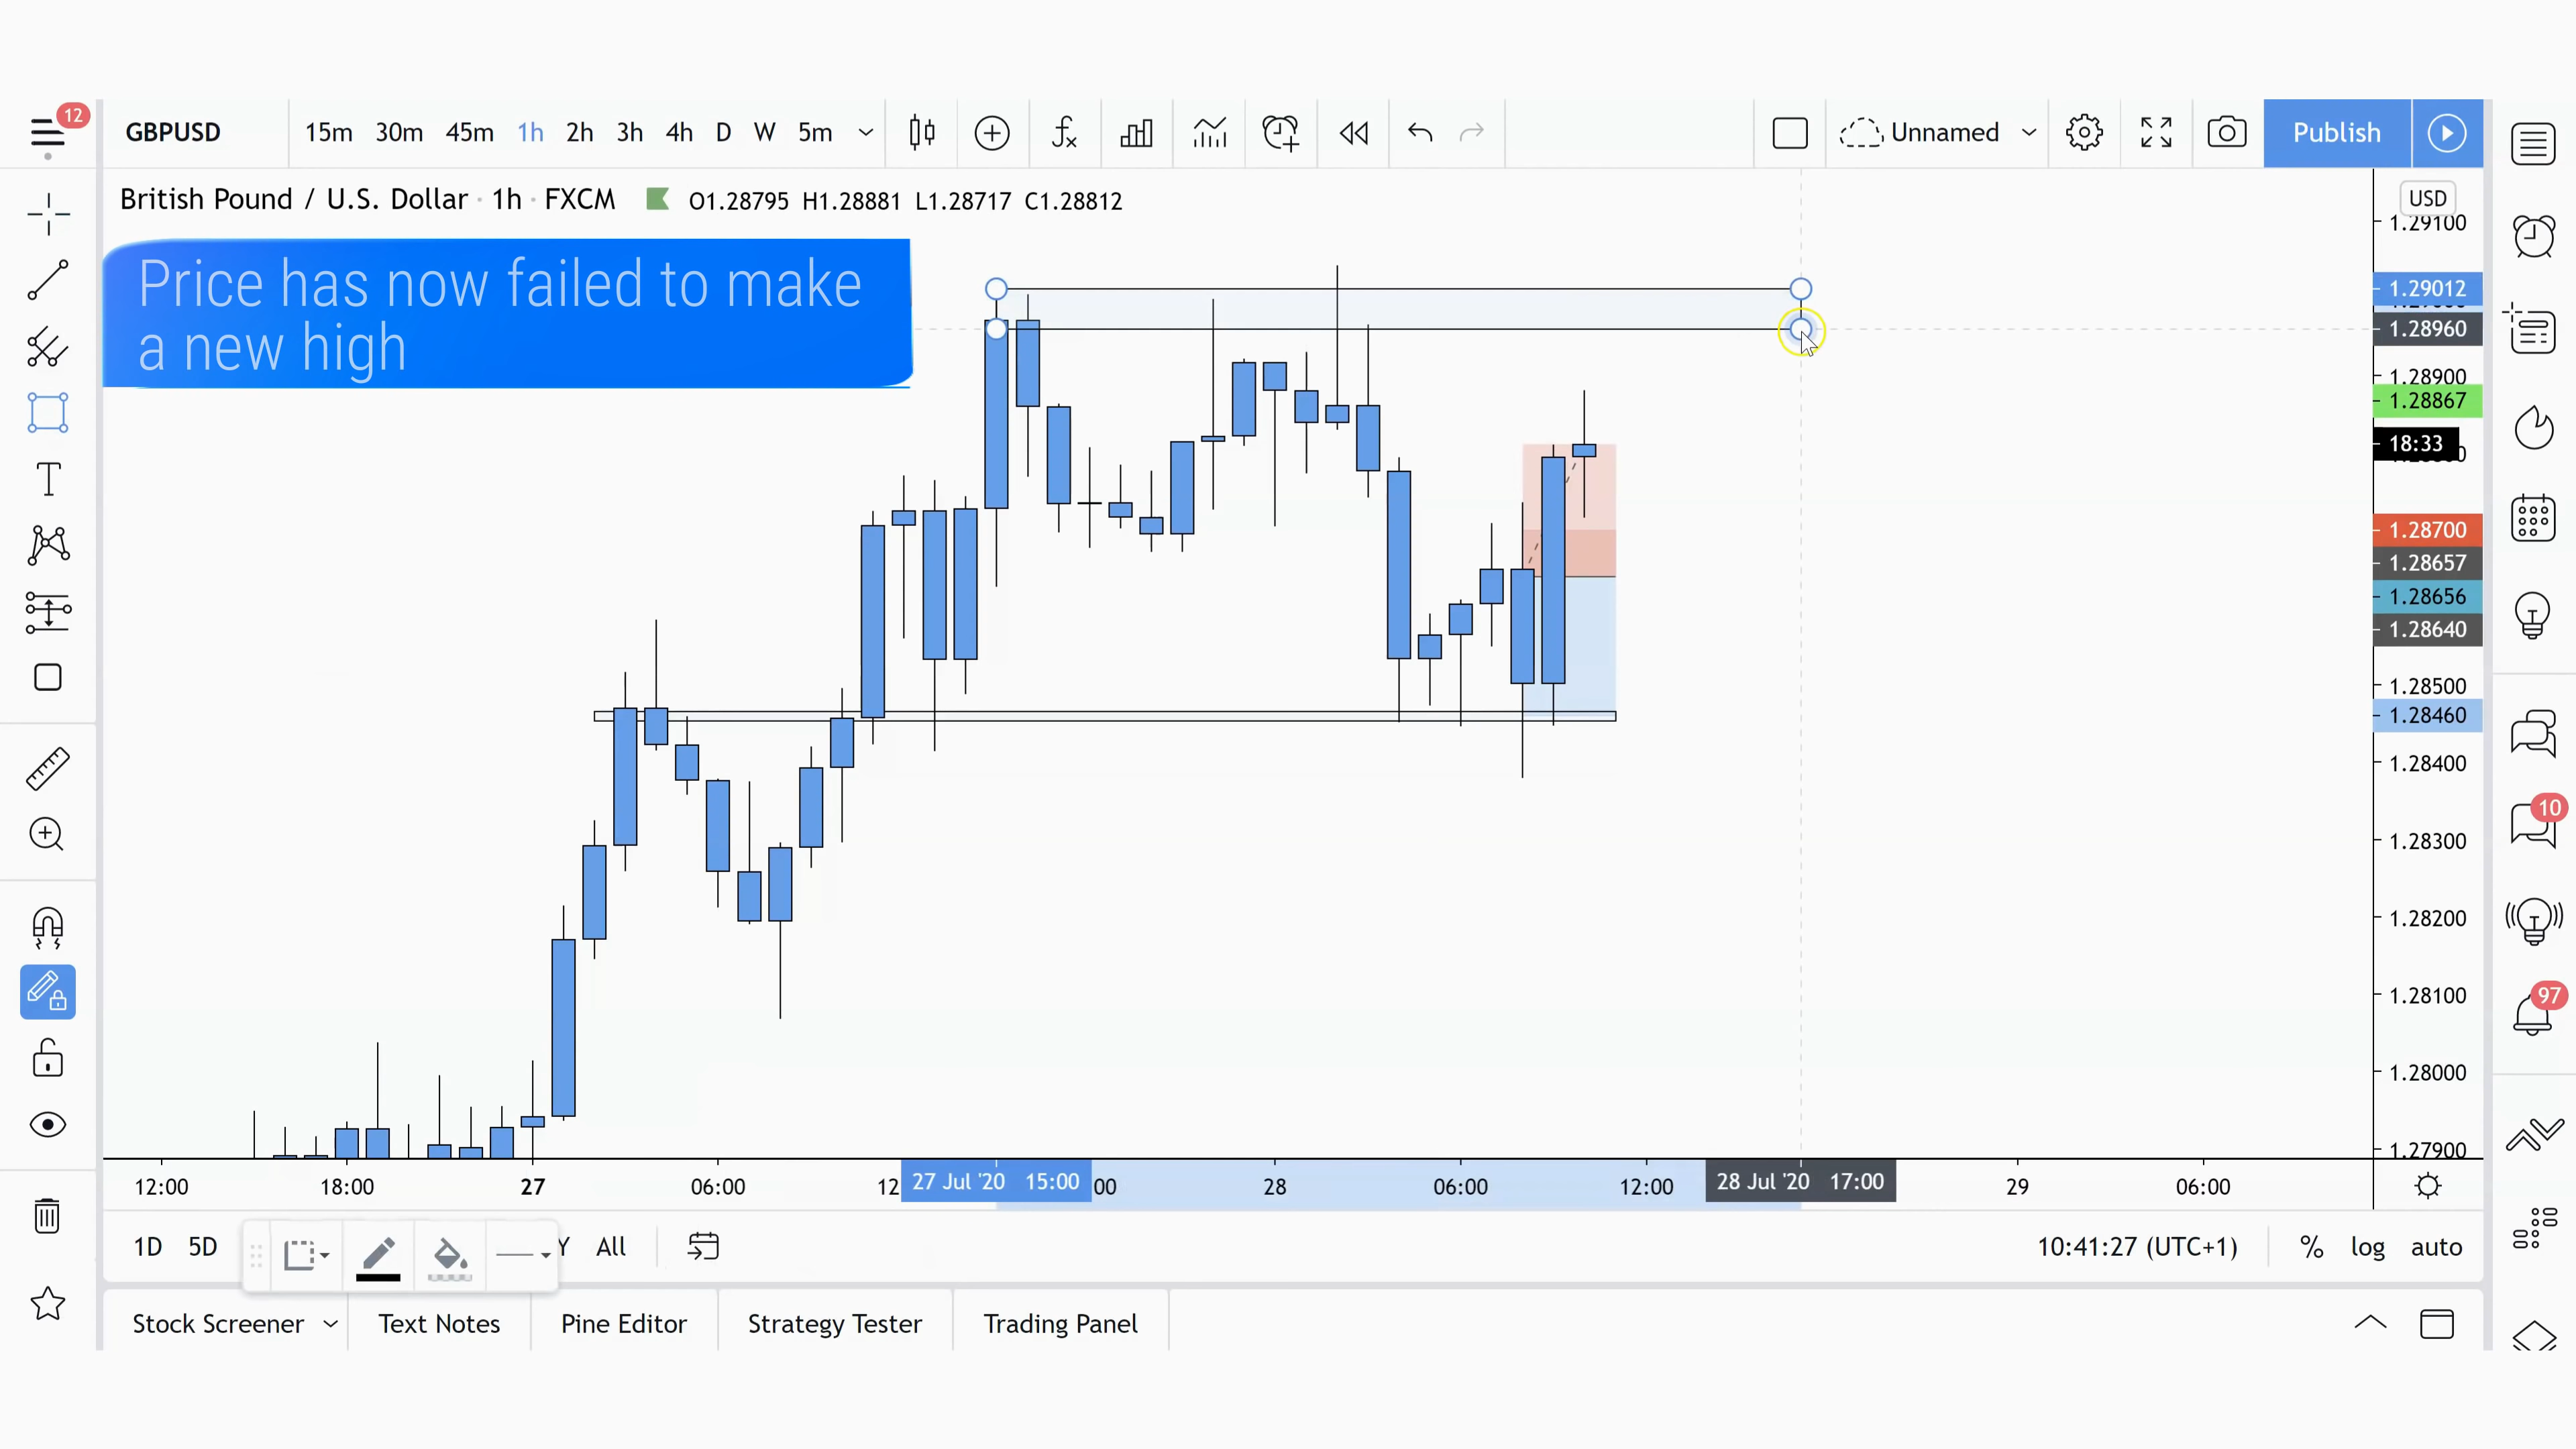 12
GBPUSD 15m 30m 45m 1h 2h 3h 4h D W 5m Unnamed Publish
British Pound / U.S. Dollar · 1h · FXCM O1.28795 H1.28881 L1.28717 C1.28812
USD
1.29100
Price has now failed to make
a new high
1.29012
1.28960
1.28900
1.28867
18:33
1.28700
1.28657
1.28656
1.28640
1.28500
1.28460
1.28400
1.28300
1.28200
1.28100
1.28000
1.27900
10
97
12:00 18:00 27 06:00 12 27 Jul '20 15:00 00 28 06:00 12:00 28 Jul '20 17:00 29 06:00
1D 5D Y All 10:41:27 (UTC+1) % log auto
Stock Screener Text Notes Pine Editor Strategy Tester Trading Panel